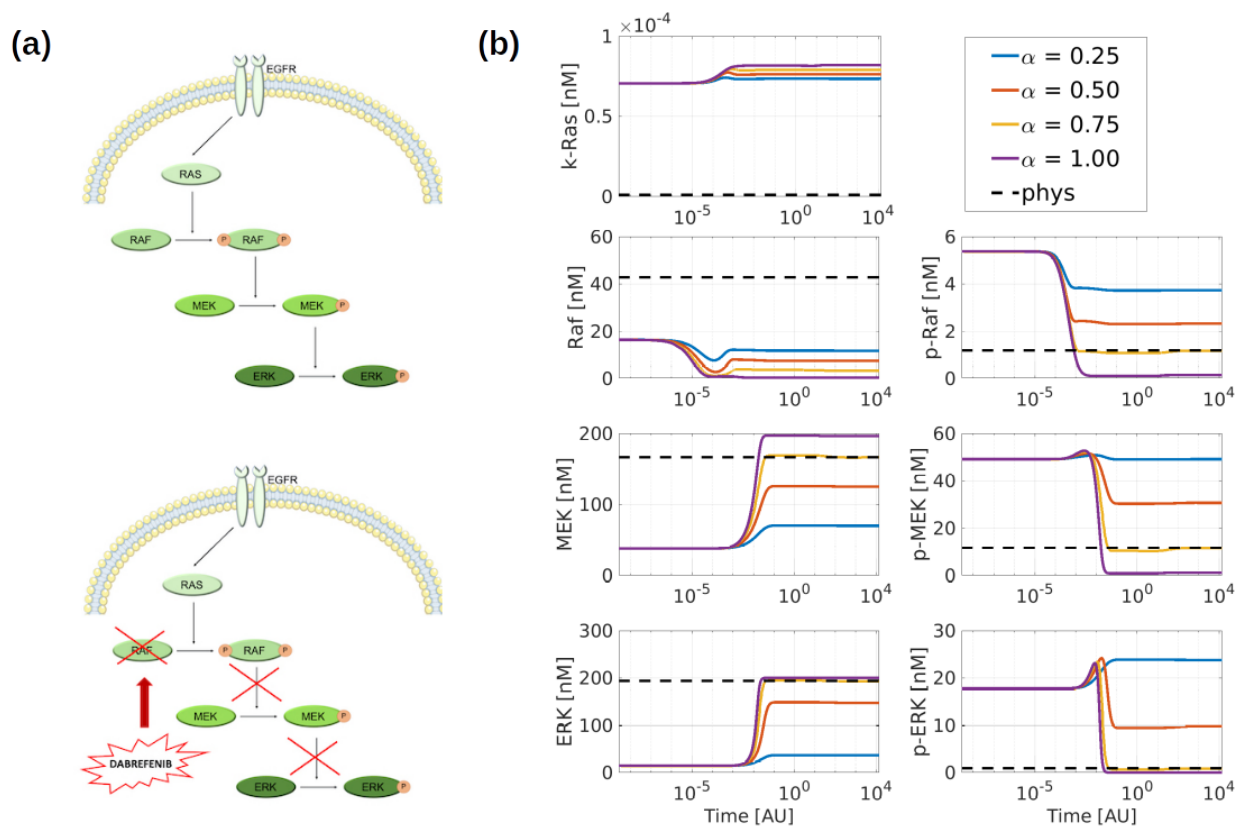 (a)
EGFR
RAS
RAF
P
RAF
P
MEK
MEK
P
ERK
ERK
P
EGFR
RAS
RAF
P
RAF
P
MEK
MEK
P
DABREFENIB
ERK
ERK
P
(b)
×10⁻⁴
1
0.5
0
k-Ras [nM]
10⁻⁵ 10⁰ 10⁴
α = 0.25
α = 0.50
α = 0.75
α = 1.00
phys
60
40
20
0
Raf [nM]
10⁻⁵ 10⁰ 10⁴
6
4
2
0
p-Raf [nM]
10⁻⁵ 10⁰ 10⁴
200
100
0
MEK [nM]
10⁻⁵ 10⁰ 10⁴
60
40
20
0
p-MEK [nM]
10⁻⁵ 10⁰ 10⁴
300
200
100
0
ERK [nM]
10⁻⁵ 10⁰ 10⁴
Time [AU]
30
20
10
0
p-ERK [nM]
10⁻⁵ 10⁰ 10⁴
Time [AU]